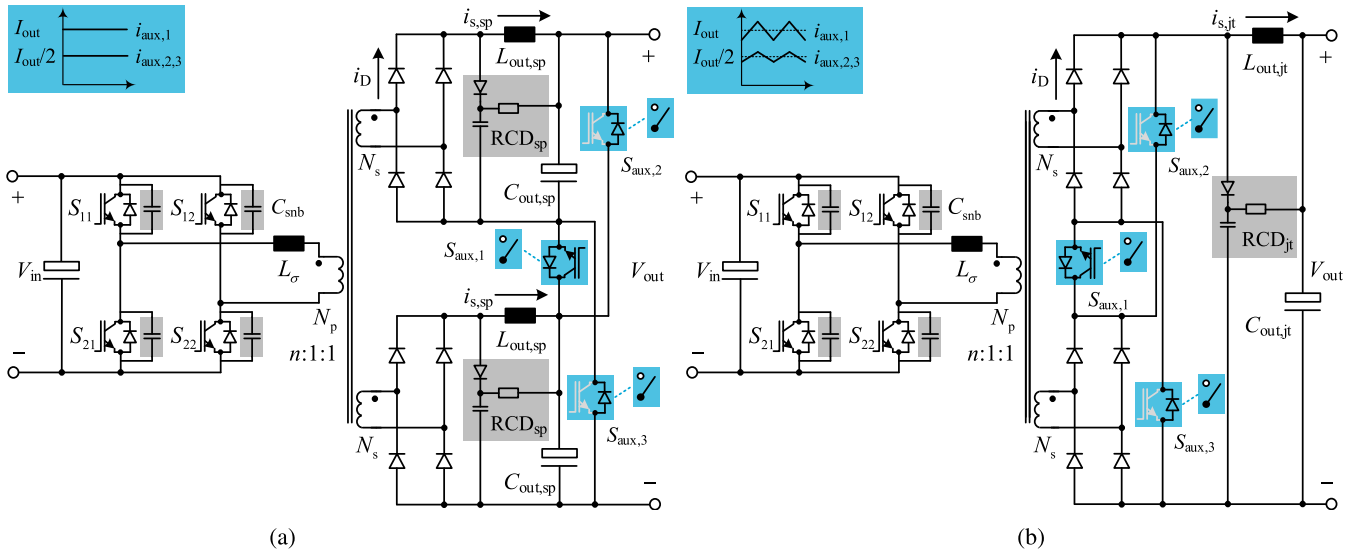 I_out
i_aux,1
I_out/2
i_aux,2,3
i_s,sp
L_out,sp
+
i_D
RCD_sp
S_aux,2
N_s
C_out,sp
+
S_11
S_12
C_snb
S_aux,1
V_out
V_in
L_σ
i_s,sp
N_p
L_out,sp
S_21
S_22
−
n:1:1
RCD_sp
S_aux,3
N_s
C_out,sp
−
(a)
I_out
i_aux,1
I_out/2
i_aux,2,3
i_s,jt
L_out,jt
+
i_D
N_s
S_aux,2
+
S_11
S_12
C_snb
RCD_jt
V_in
L_σ
S_aux,1
V_out
N_p
C_out,jt
S_21
S_22
−
n:1:1
N_s
S_aux,3
−
(b)